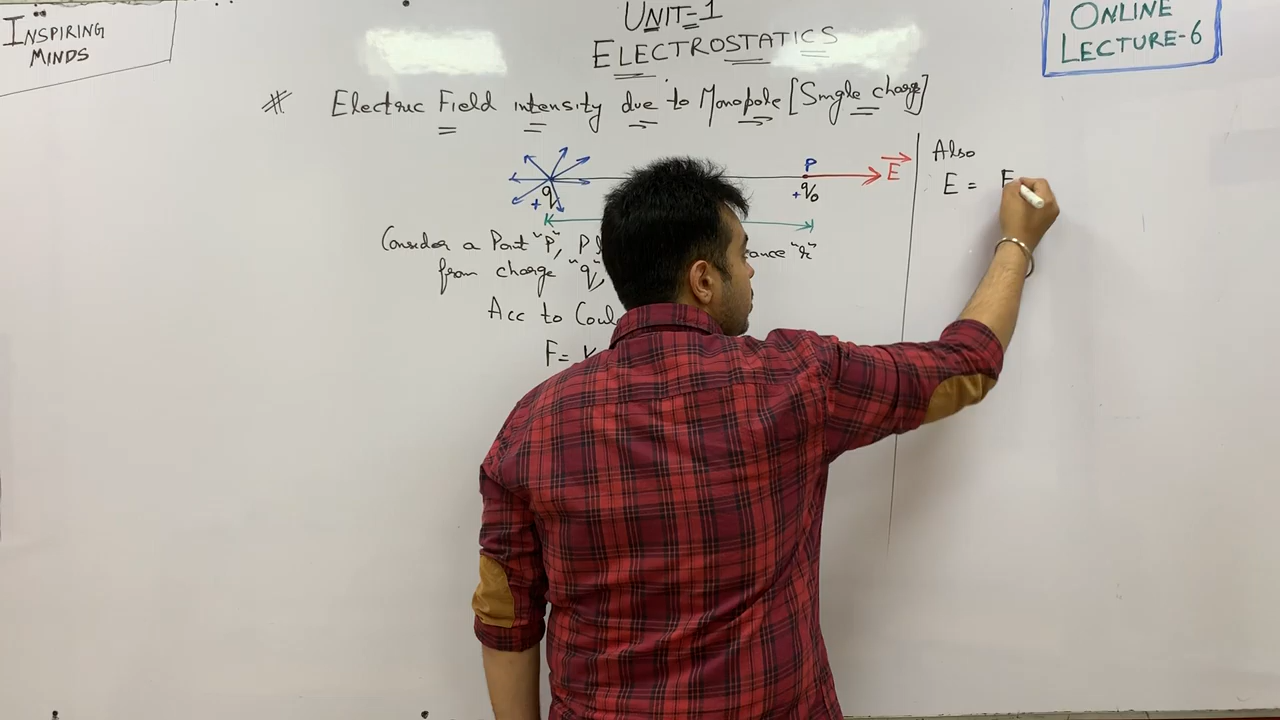 INSPIRING
MINDS
UNIT-1
ELECTROSTATICS
ONLINE
LECTURE-6
# Electric Field intensity due to Monopole [Single charge]
P
E
+q
+q₀
Consider a Point "P", ance "r"
from charge "q",
Acc to Coul
F= K
Also
E = F